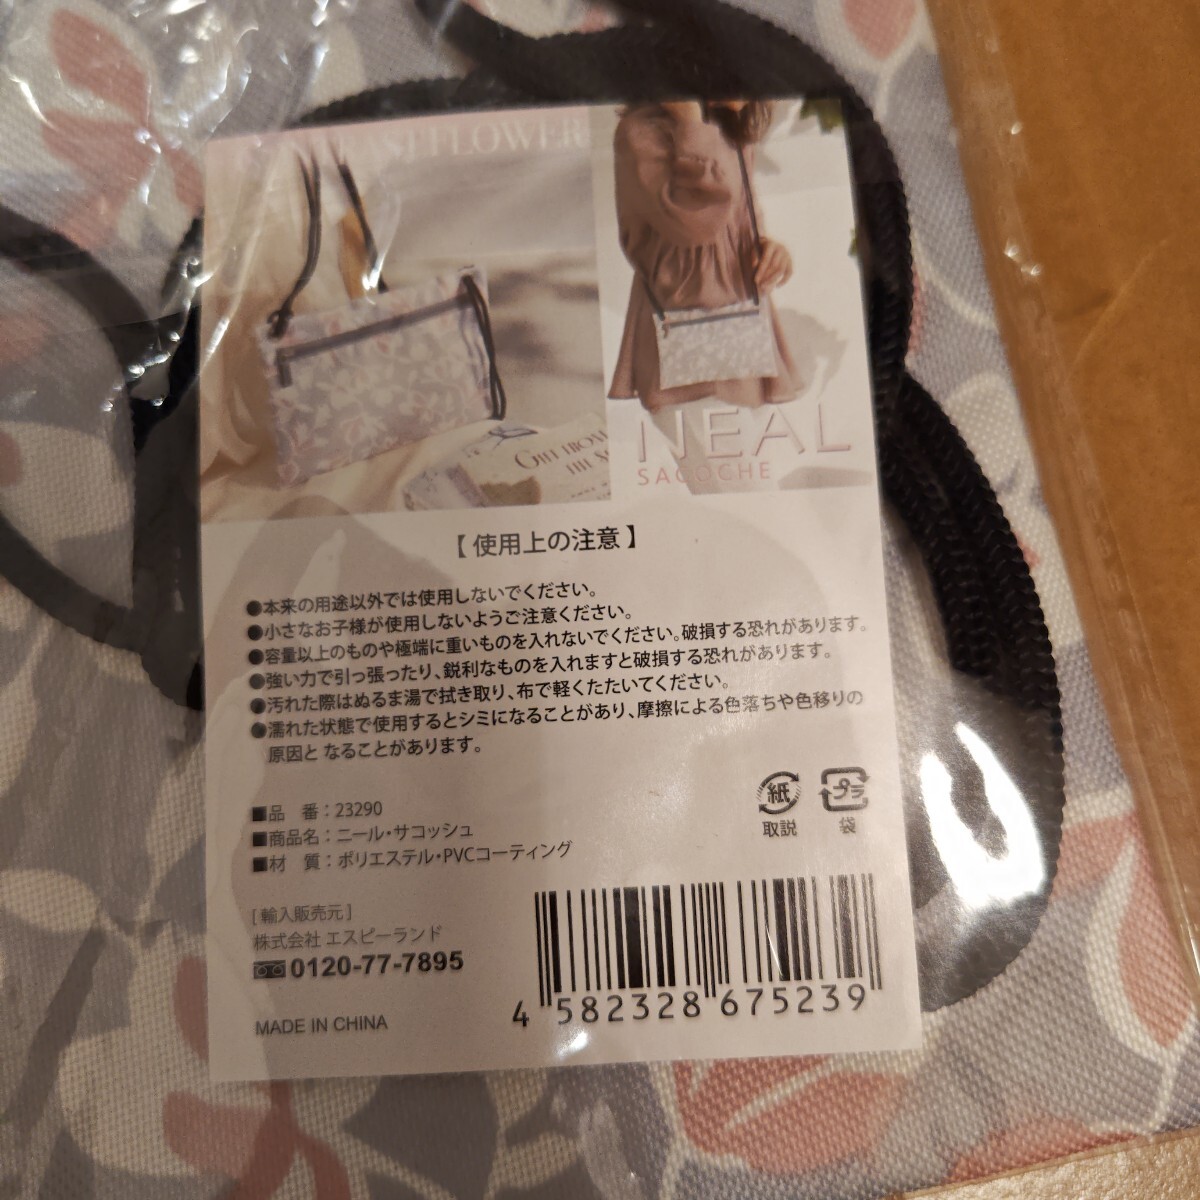 FLOWER
GIFT FROM
THE
NEAL
SACOCHE
【使用上の注意】
●本来の用途以外では使用しないでください。
●小さなお子様が使用しないようご注意ください。
●容量以上のものや極端に重いものを入れないでください。破損する恐れがあります。
●強い力で引っ張ったり、鋭利なものを入れますと破損する恐れがあります。
●汚れた際はぬるま湯で拭き取り、布で軽くたたいてください。
●濡れた状態で使用するとシミになることがあり、摩擦による色落ちや色移りの
原因と なることがあります。
紙
取説
プラ
袋
■品 番：23290
■商品名：ニール・サコッシュ
■材 質：ポリエステル・PVCコーティング
[輸入販売元]
株式会社 エスピーランド
0120-77-7895
MADE IN CHINA
4 582328 675239